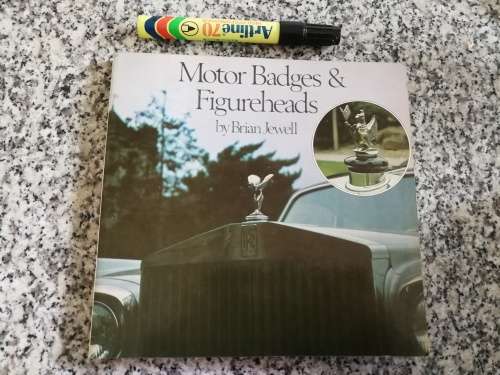 Artline 70
Motor Badges &
Figureheads
by Brian Jewell
R